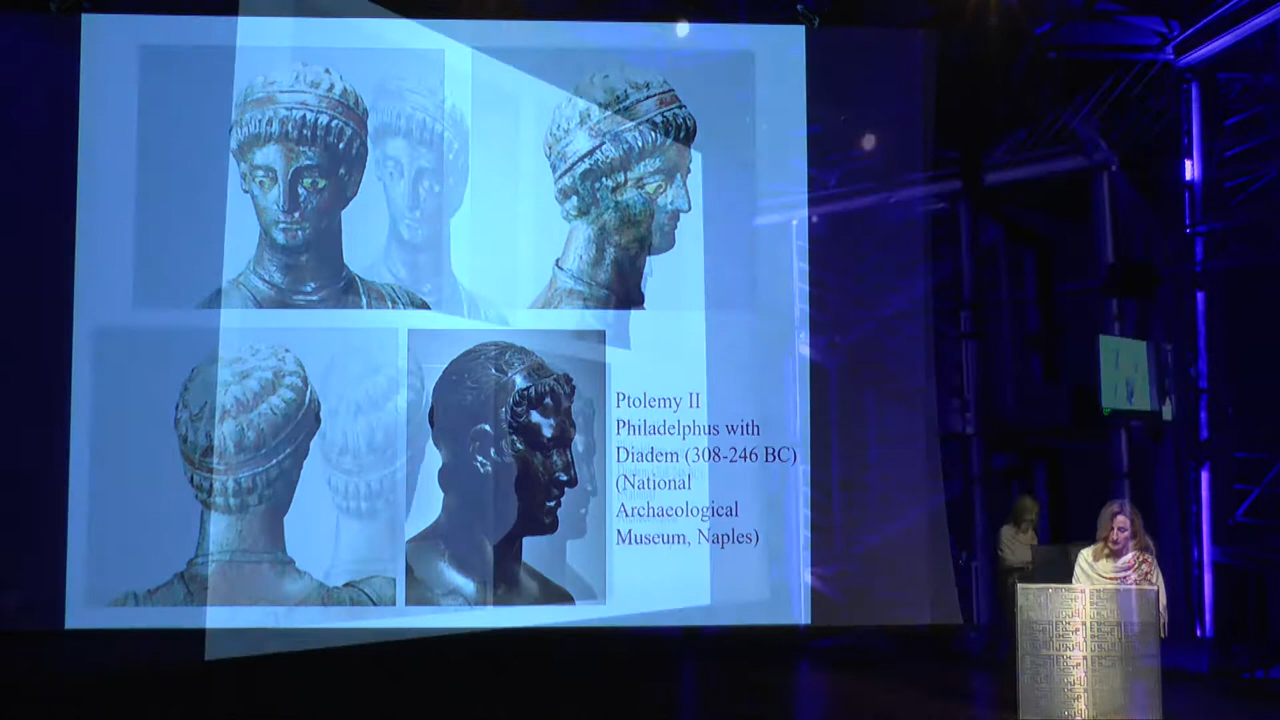 Ptolemy II
Philadelphus with
Diadem (308-246 BC)
(National
Archaeological
Museum, Naples)